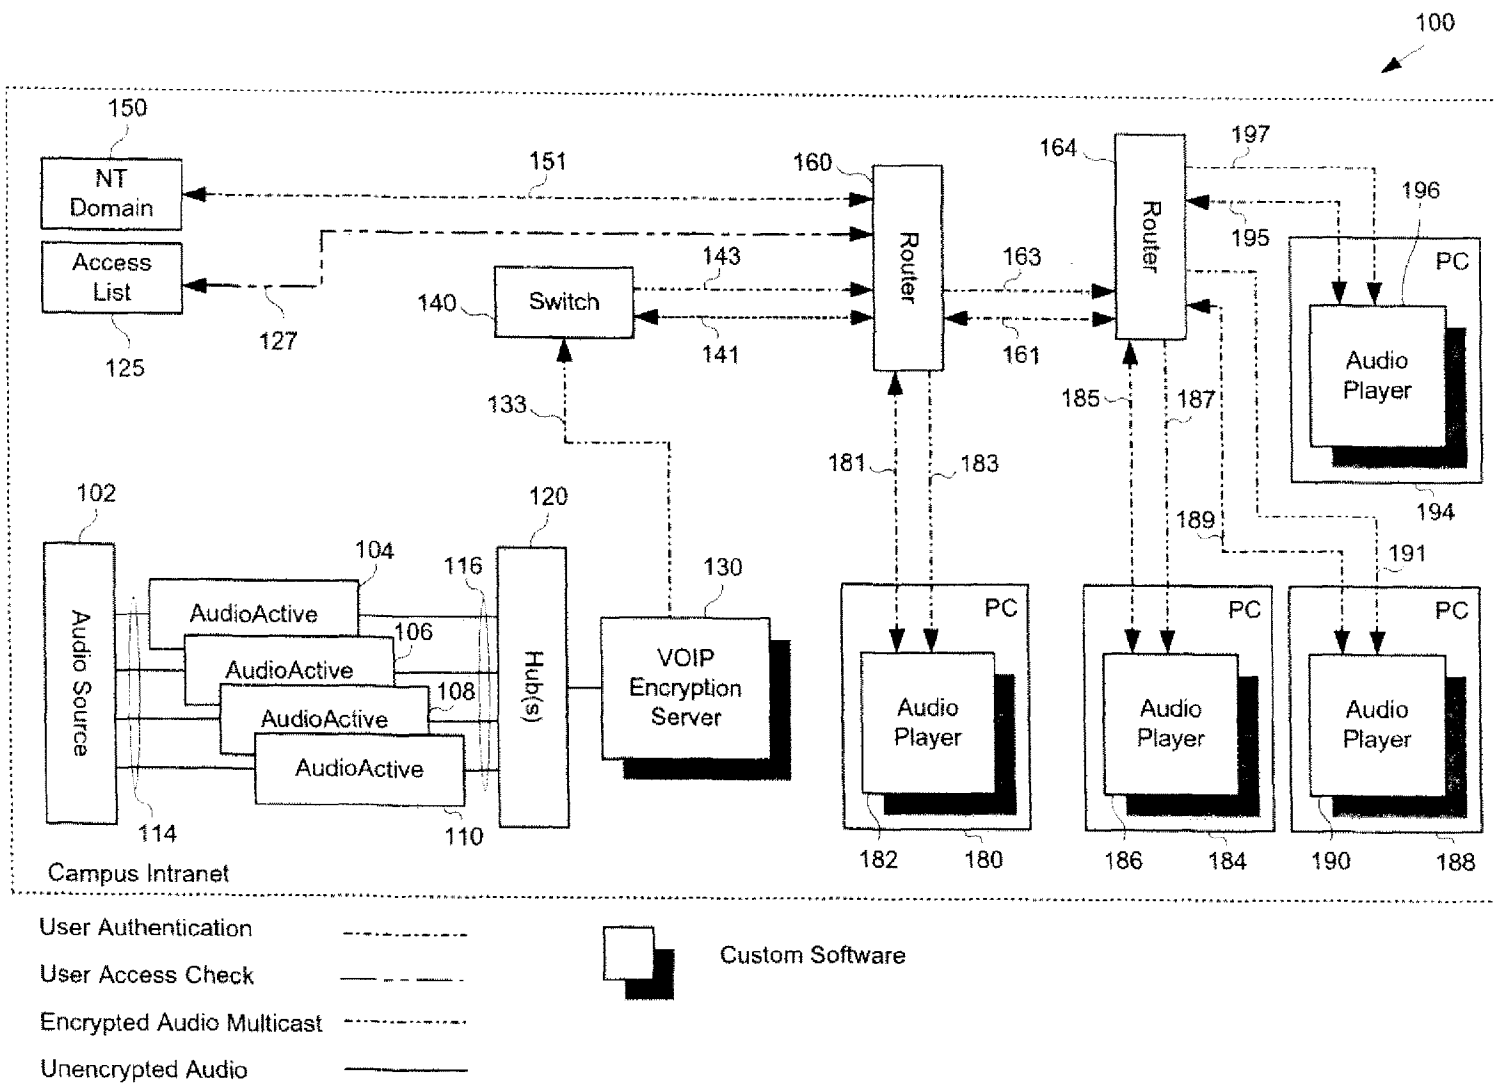 100
150
NT
Domain
151
160
164
197
196
195
Access
List
125
127
Router
Router
PC
143
163
140
Switch
141
161
Audio
Player
133
185
187
181
183
194
189
191
102
104
120
116
130
Audio Source
AudioActive
106
AudioActive
108
AudioActive
AudioActive
110
114
Hub(s)
VOIP
Encryption
Server
PC
Audio
Player
182
180
PC
Audio
Player
186
184
PC
Audio
Player
190
188
Campus Intranet
User Authentication
User Access Check
Encrypted Audio Multicast
Unencrypted Audio
Custom Software